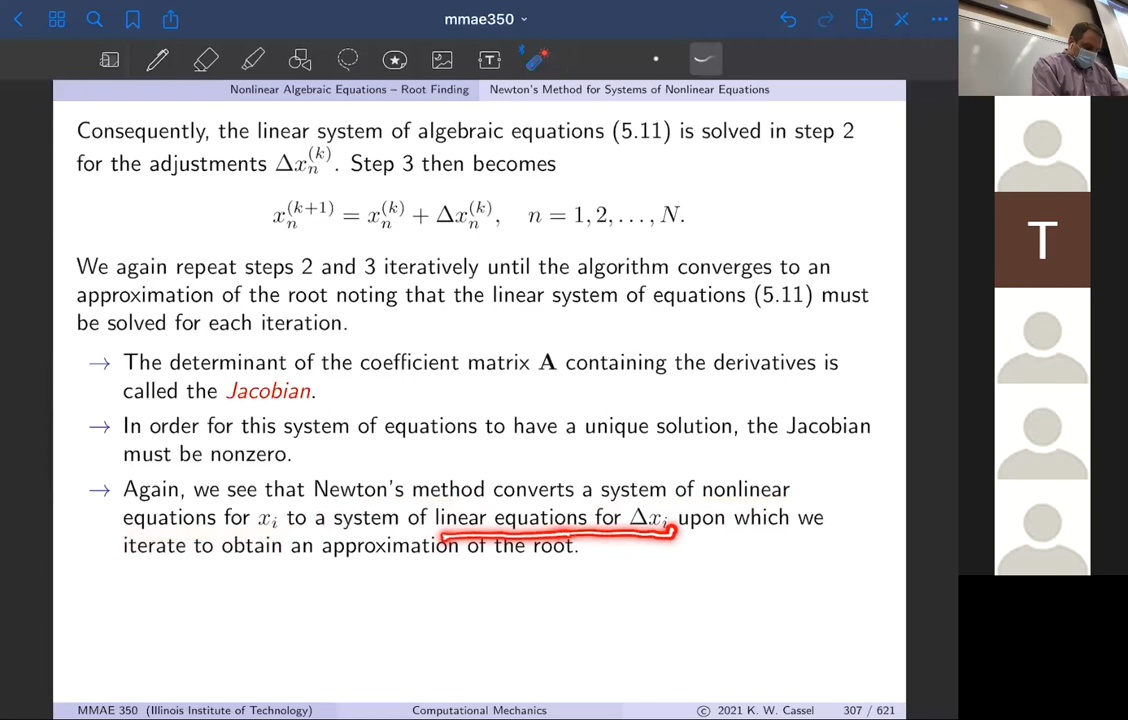 mmae350
Nonlinear Algebraic Equations – Root Finding Newton's Method for Systems of Nonlinear Equations
Consequently, the linear system of algebraic equations (5.11) is solved in step 2
for the adjustments Δx_n^(k). Step 3 then becomes
x_n^(k+1) = x_n^(k) + Δx_n^(k), n = 1, 2, . . . , N.
We again repeat steps 2 and 3 iteratively until the algorithm converges to an
approximation of the root noting that the linear system of equations (5.11) must
be solved for each iteration.
→ The determinant of the coefficient matrix A containing the derivatives is
called the Jacobian.
→ In order for this system of equations to have a unique solution, the Jacobian
must be nonzero.
→ Again, we see that Newton's method converts a system of nonlinear
equations for x_i to a system of linear equations for Δx_i upon which we
iterate to obtain an approximation of the root.
MMAE 350 (Illinois Institute of Technology) Computational Mechanics © 2021 K. W. Cassel 307 / 621
T